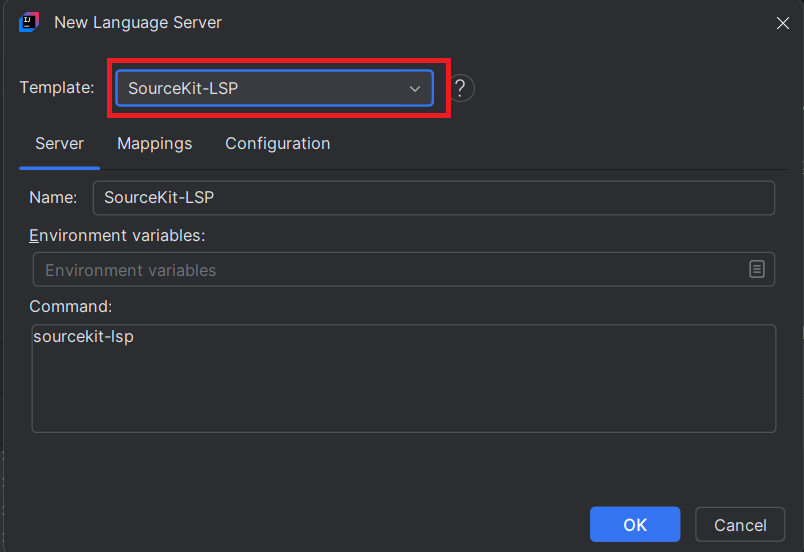 New Language Server
Template: SourceKit-LSP ?
Server Mappings Configuration
Name: SourceKit-LSP
Environment variables:
Environment variables
Command:
sourcekit-lsp
OK Cancel